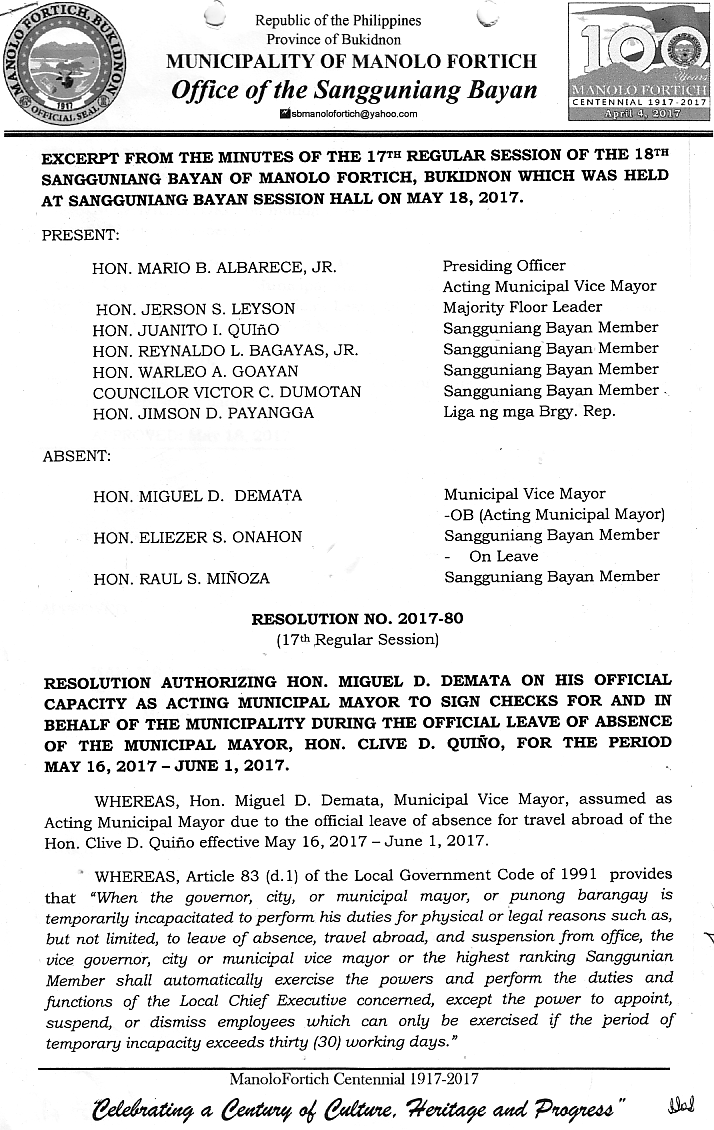 MANOLO FORTICH, BUKIDNON
1917
OFFICIAL SEAL
Republic of the Philippines
Province of Bukidnon
MUNICIPALITY OF MANOLO FORTICH
Office of the Sangguniang Bayan
sbmanolofortich@yahoo.com
100
Years
MANOLO FORTICH
CENTENNIAL 1917-2017
April 4, 2017
EXCERPT FROM THE MINUTES OF THE 17TH REGULAR SESSION OF THE 18TH
SANGGUNIANG BAYAN OF MANOLO FORTICH, BUKIDNON WHICH WAS HELD
AT SANGGUNIANG BAYAN SESSION HALL ON MAY 18, 2017.
PRESENT:
HON. MARIO B. ALBARECE, JR. Presiding Officer
Acting Municipal Vice Mayor
HON. JERSON S. LEYSON Majority Floor Leader
HON. JUANITO I. QUIñO Sangguniang Bayan Member
HON. REYNALDO L. BAGAYAS, JR. Sangguniang Bayan Member
HON. WARLEO A. GOAYAN Sangguniang Bayan Member
COUNCILOR VICTOR C. DUMOTAN Sangguniang Bayan Member
HON. JIMSON D. PAYANGGA Liga ng mga Brgy. Rep.
ABSENT:
HON. MIGUEL D. DEMATA Municipal Vice Mayor
-OB (Acting Municipal Mayor)
HON. ELIEZER S. ONAHON Sangguniang Bayan Member
- On Leave
HON. RAUL S. MIÑOZA Sangguniang Bayan Member
RESOLUTION NO. 2017-80
(17th Regular Session)
RESOLUTION AUTHORIZING HON. MIGUEL D. DEMATA ON HIS OFFICIAL
CAPACITY AS ACTING MUNICIPAL MAYOR TO SIGN CHECKS FOR AND IN
BEHALF OF THE MUNICIPALITY DURING THE OFFICIAL LEAVE OF ABSENCE
OF THE MUNICIPAL MAYOR, HON. CLIVE D. QUIÑO, FOR THE PERIOD
MAY 16, 2017 – JUNE 1, 2017.
WHEREAS, Hon. Miguel D. Demata, Municipal Vice Mayor, assumed as
Acting Municipal Mayor due to the official leave of absence for travel abroad of the
Hon. Clive D. Quiño effective May 16, 2017 – June 1, 2017.
WHEREAS, Article 83 (d.1) of the Local Government Code of 1991 provides
that “When the governor, city, or municipal mayor, or punong barangay is
temporarily incapacitated to perform his duties for physical or legal reasons such as,
but not limited, to leave of absence, travel abroad, and suspension from office, the
vice governor, city or municipal vice mayor or the highest ranking Sanggunian
Member shall automatically exercise the powers and perform the duties and
functions of the Local Chief Executive concerned, except the power to appoint,
suspend, or dismiss employees which can only be exercised if the period of
temporary incapacity exceeds thirty (30) working days.”
ManoloFortich Centennial 1917-2017
"Celebrating a Century of Culture, Heritage and Progress"